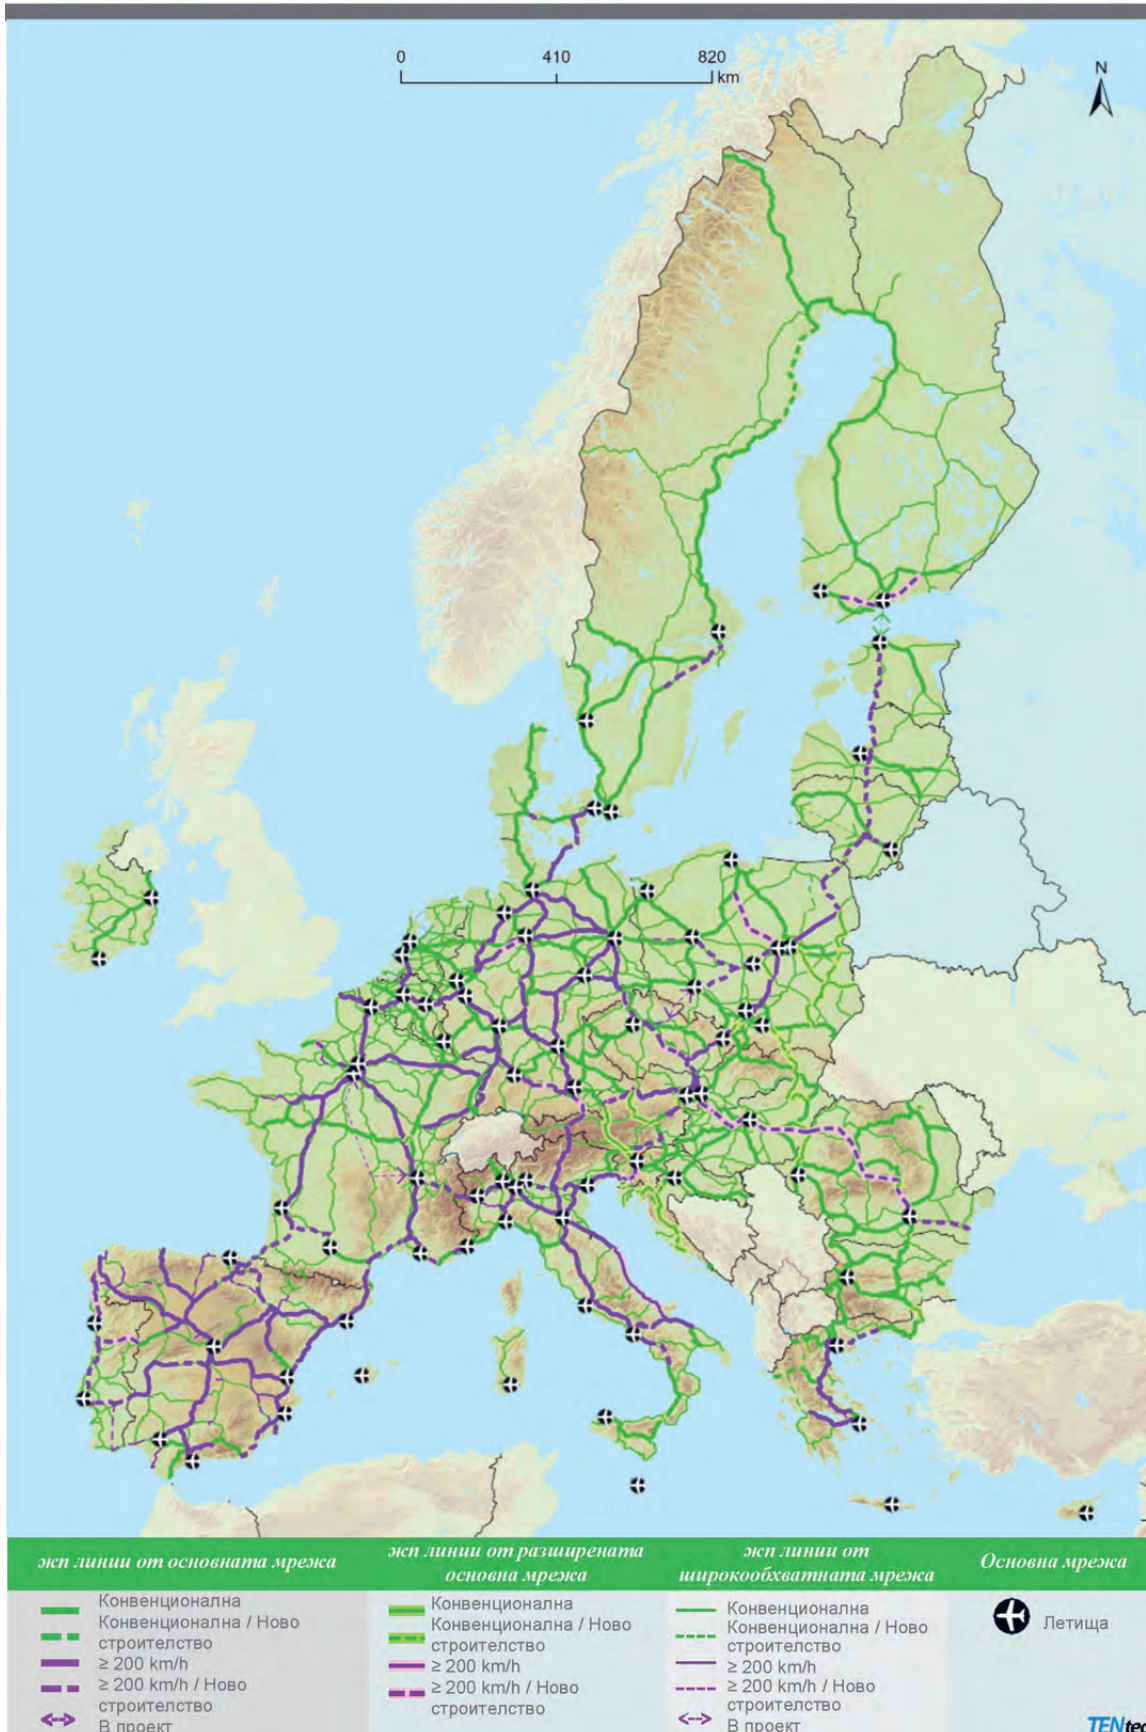 0 410 820
km
N
жп линии от основната мрежа
Конвенционална
Конвенционална / Ново
строителство
≥ 200 km/h
≥ 200 km/h / Ново
строителство
В проект
жп линии от разширената
основна мрежа
Конвенционална
Конвенционална / Ново
строителство
≥ 200 km/h
≥ 200 km/h / Ново
строителство
жп линии от
широкообхватната мрежа
Конвенционална
Конвенционална / Ново
строителство
≥ 200 km/h
≥ 200 km/h / Ново
строителство
В проект
Основна мрежа
Летища
TENtec